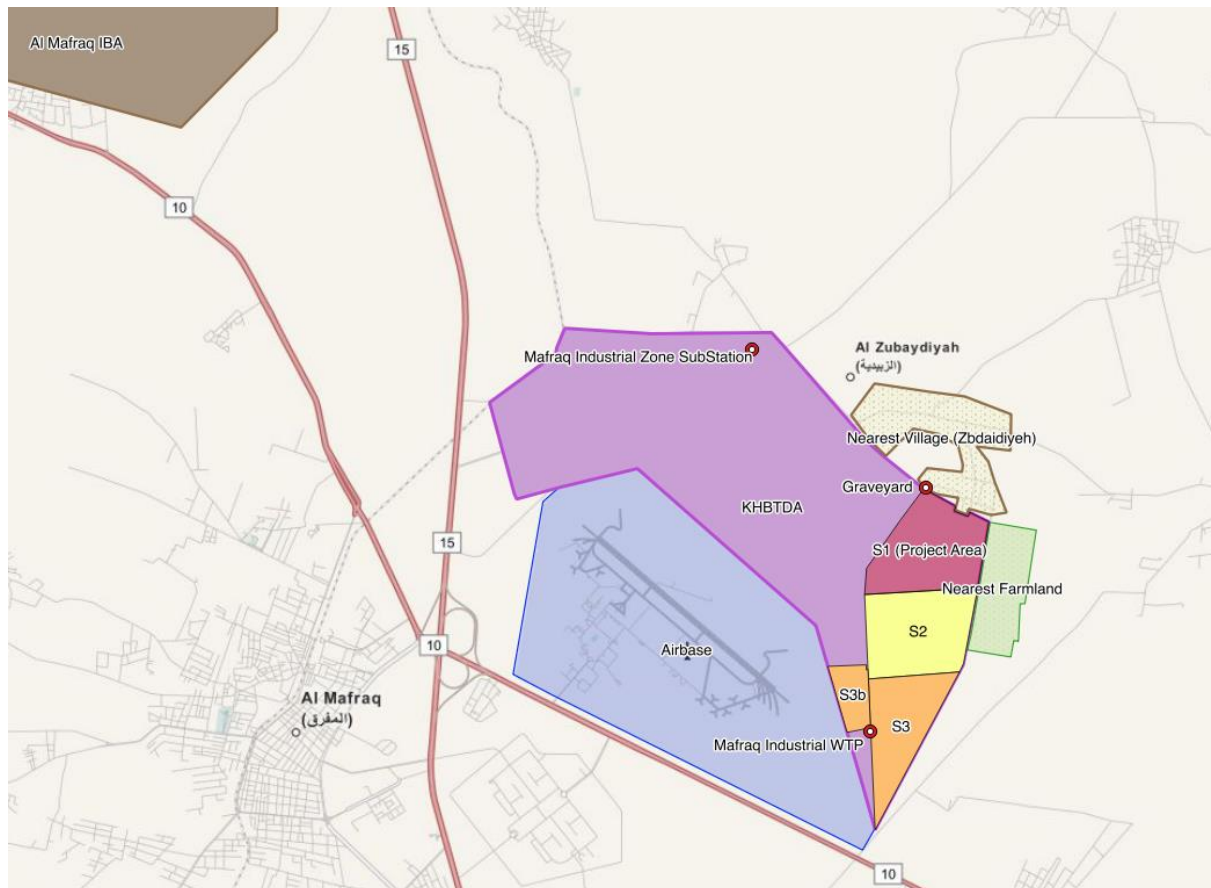 Al Mafraq IBA
15
10
Mafraq Industrial Zone SubStation
Al Zubaydiyah
(الزبيدية)
Nearest Village (Zbdaidiyeh)
Graveyard
KHBTDA
S1 (Project Area)
15
Nearest Farmland
S2
10
Airbase
Al Mafraq
(المفرق)
S3b
S3
Mafraq Industrial WTP
10